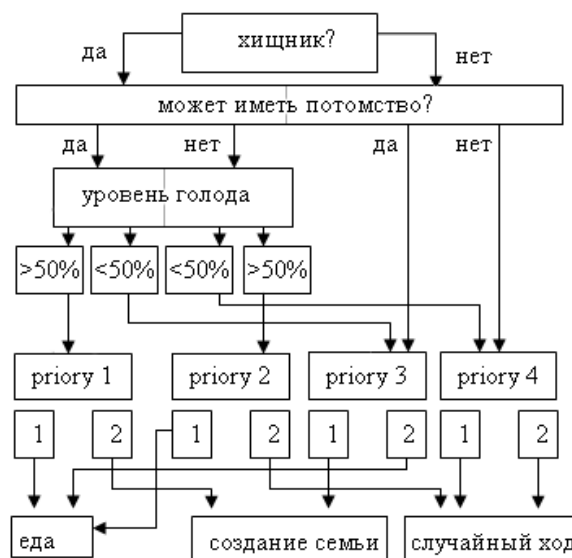 хищник?
да
нет
может иметь потомство?
да
нет
да
нет
уровень голода
>50%
<50%
<50%
>50%
priory 1
priory 2
priory 3
priory 4
1
2
1
2
1
2
1
2
еда
создание семьи
случайный ход